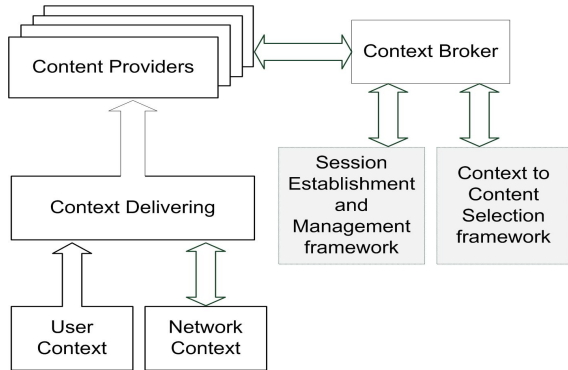 Content Providers
Context Broker
Session
Establishment
and
Management
framework
Context to
Content
Selection
framework
Context Delivering
User
Context
Network
Context